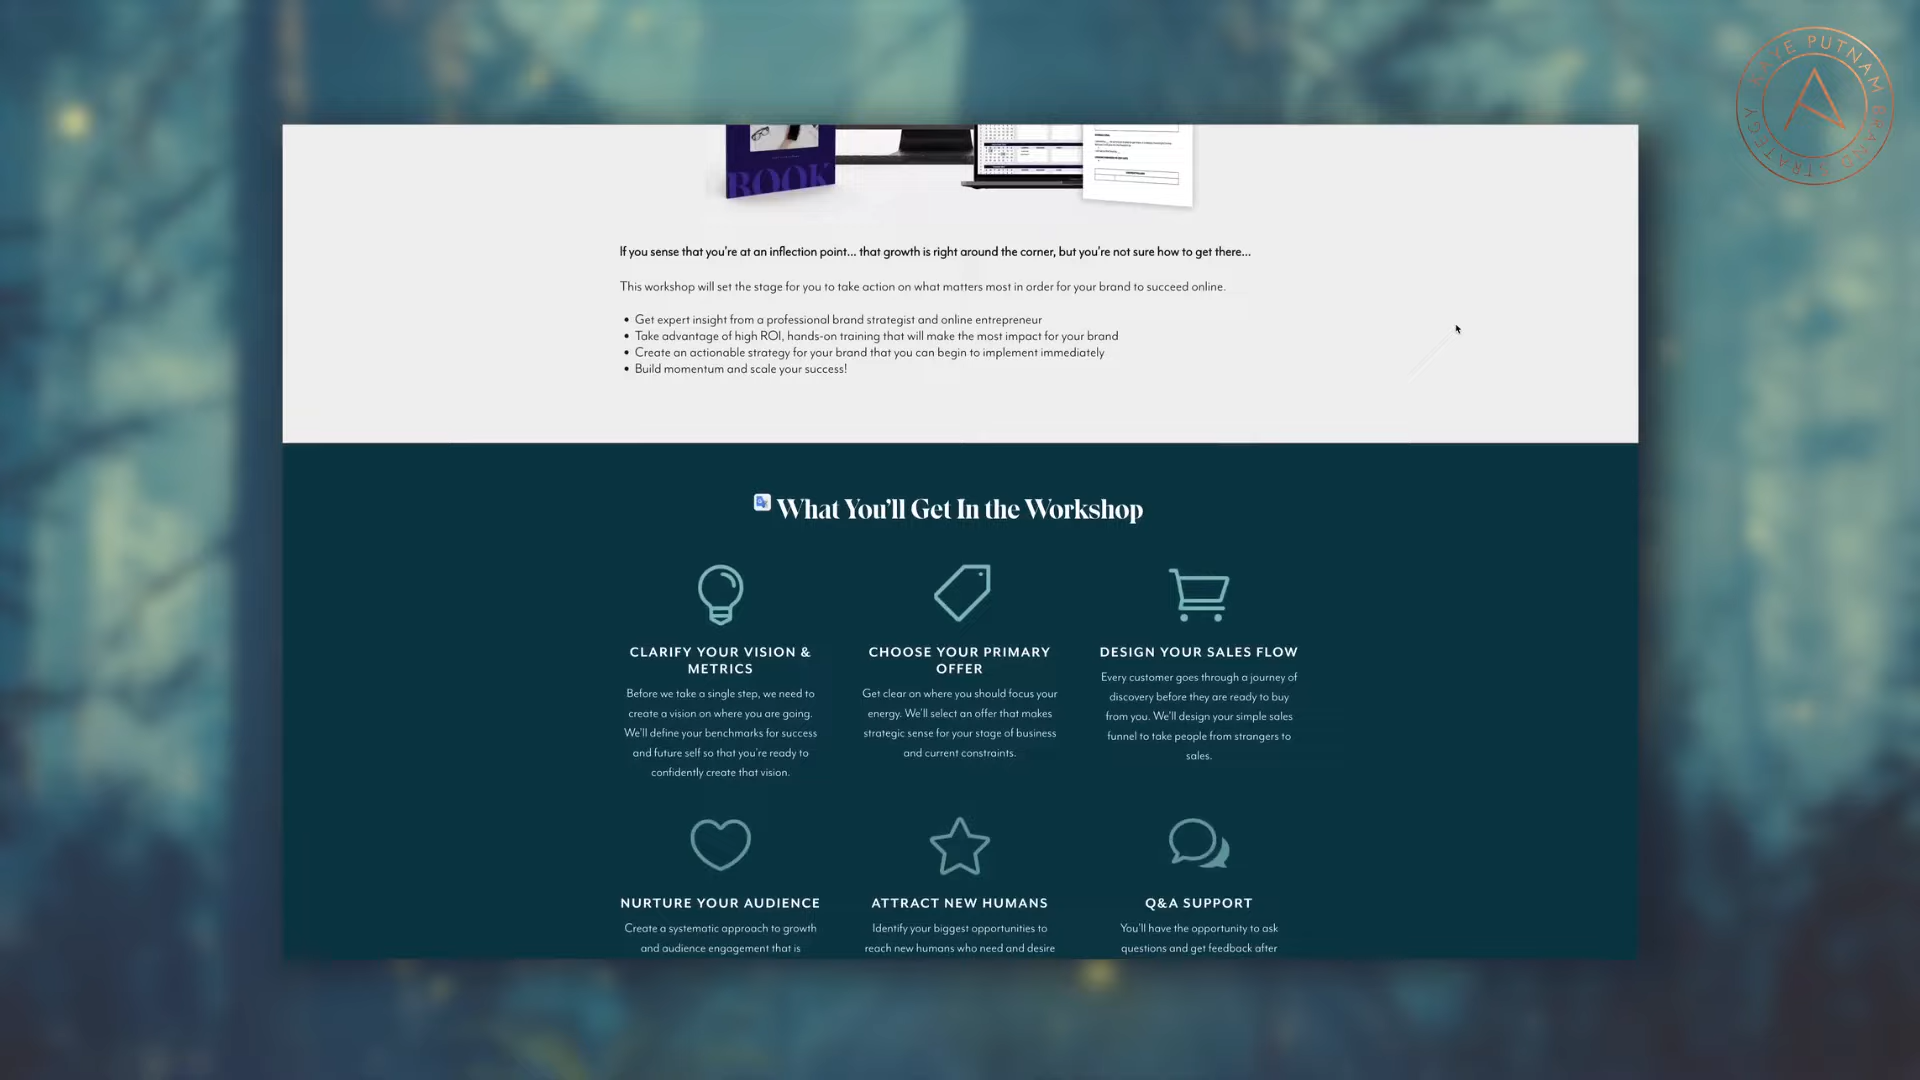 KAYE PUTNAM BRAND STRATEGY
BOOK
If you sense that you're at an inflection point... that growth is right around the corner, but you're not sure how to get there...
This workshop will set the stage for you to take action on what matters most in order for your brand to succeed online.
• Get expert insight from a professional brand strategist and online entrepreneur
• Take advantage of high ROI, hands-on training that will make the most impact for your brand
• Create an actionable strategy for your brand that you can begin to implement immediately
• Build momentum and scale your success!
What You'll Get In the Workshop
CLARIFY YOUR VISION &
METRICS
Before we take a single step, we need to
create a vision on where you are going.
We'll define your benchmarks for success
and future self so that you're ready to
confidently create that vision.
CHOOSE YOUR PRIMARY
OFFER
Get clear on where you should focus your
energy. We'll select an offer that makes
strategic sense for your stage of business
and current constraints.
DESIGN YOUR SALES FLOW
Every customer goes through a journey of
discovery before they are ready to buy
from you. We'll design your simple sales
funnel to take people from strangers to
sales.
NURTURE YOUR AUDIENCE
Create a systematic approach to growth
and audience engagement that is
ATTRACT NEW HUMANS
Identify your biggest opportunities to
reach new humans who need and desire
Q&A SUPPORT
You'll have the opportunity to ask
questions and get feedback after